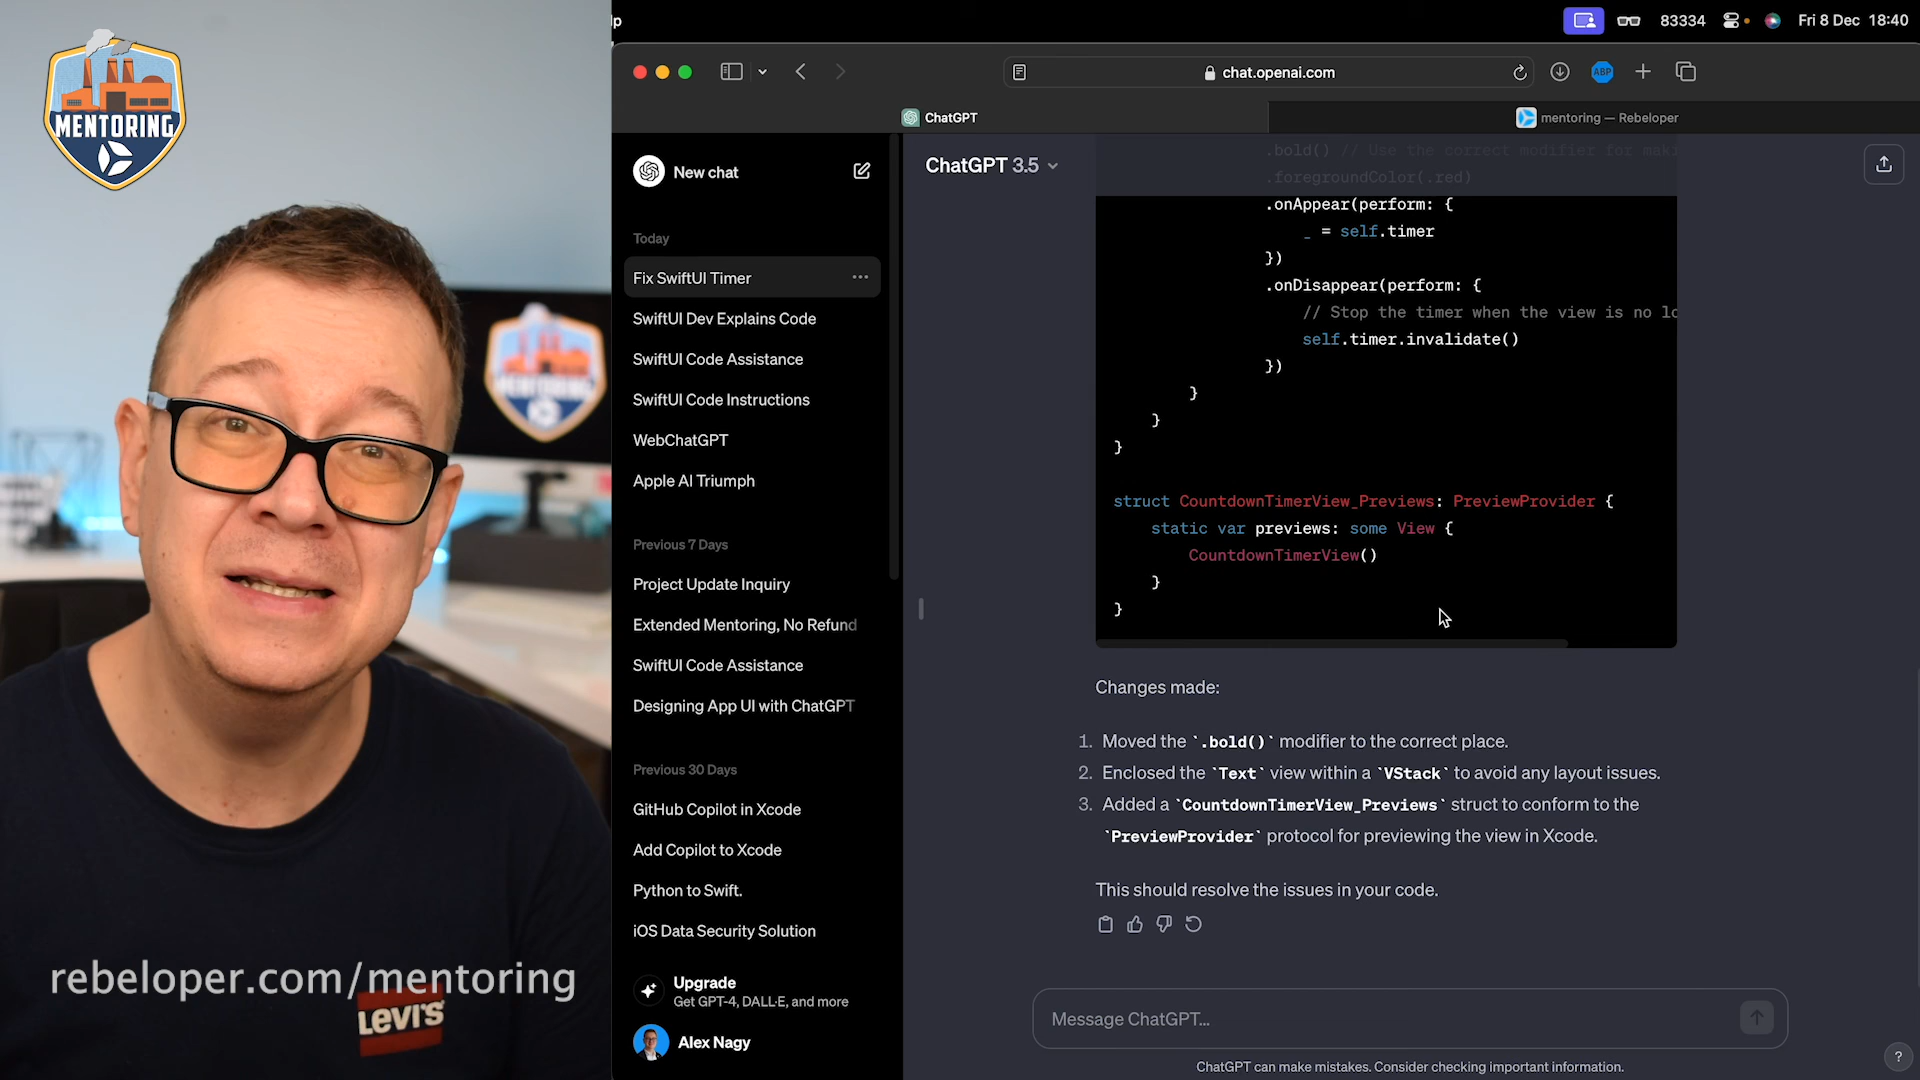 MENTORING
MENTORING
LEVI'S
rebeloper.com/mentoring
lp
83334
Fri 8 Dec 18:40
chat.openai.com
ABP
ChatGPT
mentoring — Rebeloper
New chat
Today
Fix SwiftUI Timer
SwiftUI Dev Explains Code
SwiftUI Code Assistance
SwiftUI Code Instructions
WebChatGPT
Apple AI Triumph
Previous 7 Days
Project Update Inquiry
Extended Mentoring, No Refund
SwiftUI Code Assistance
Designing App UI with ChatGPT
Previous 30 Days
GitHub Copilot in Xcode
Add Copilot to Xcode
Python to Swift.
iOS Data Security Solution
Upgrade
Get GPT-4, DALL·E, and more
Alex Nagy
ChatGPT 3.5
.bold() // Use the correct modifier for maki
.foregroundColor(.red)
.onAppear(perform: {
_ = self.timer
})
.onDisappear(perform: {
// Stop the timer when the view is no lo
self.timer.invalidate()
})
}
}
}
struct CountdownTimerView_Previews: PreviewProvider {
static var previews: some View {
CountdownTimerView()
}
}
Changes made:
1. Moved the `.bold()` modifier to the correct place.
2. Enclosed the `Text` view within a `VStack` to avoid any layout issues.
3. Added a `CountdownTimerView_Previews` struct to conform to the
`PreviewProvider` protocol for previewing the view in Xcode.
This should resolve the issues in your code.
Message ChatGPT...
ChatGPT can make mistakes. Consider checking important information.
?